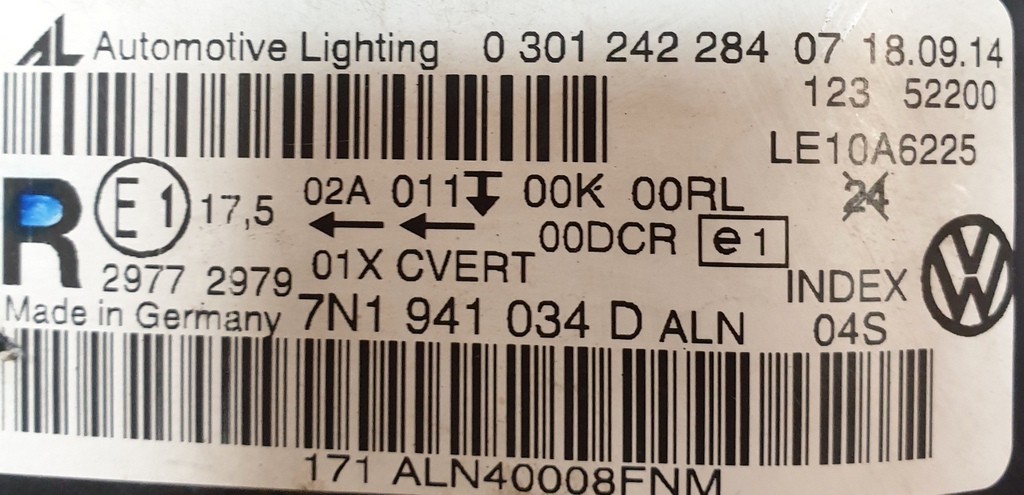 AL Automotive Lighting 0 301 242 284 07 18.09.14
123 52200
LE10A6225
R E1 17,5 02A 011 00K 00RL 24
00DCR e1
2977 2979 01X CVERT INDEX VW
Made in Germany 7N1 941 034 D ALN 04S
171 ALN40008FNM